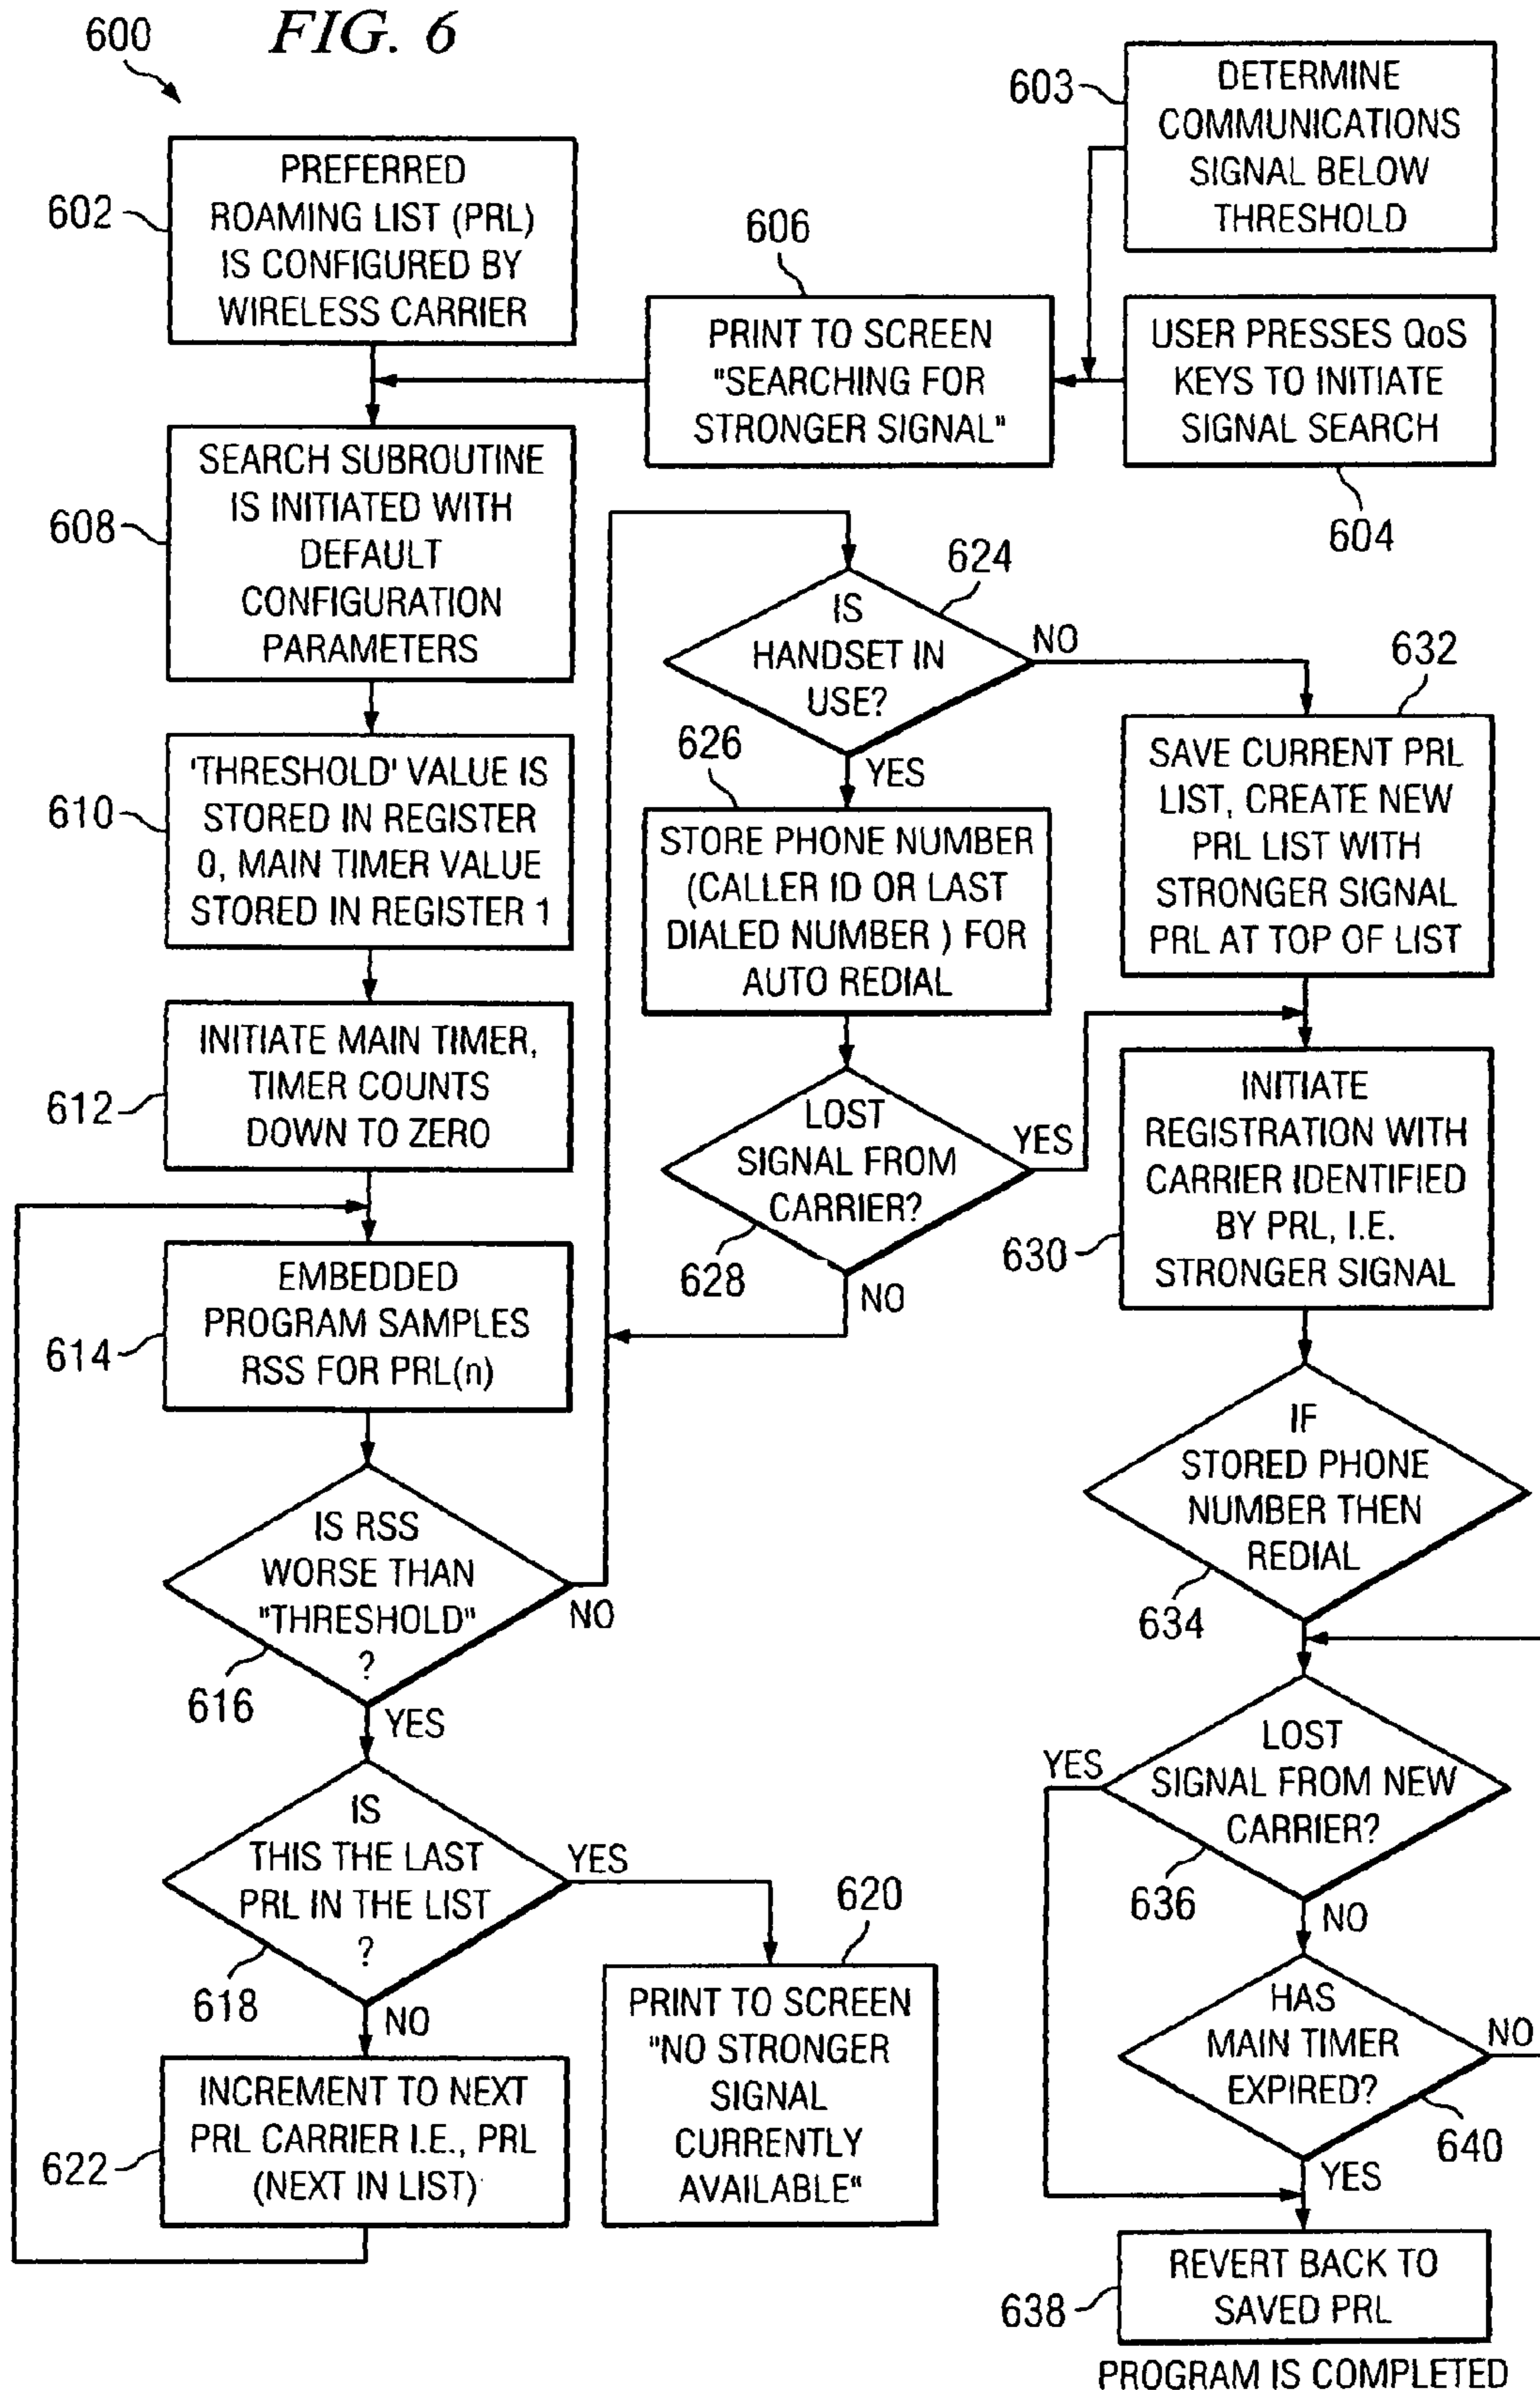 FIG. 6
600
602
PREFERRED
ROAMING LIST (PRL)
IS CONFIGURED BY
WIRELESS CARRIER
603
DETERMINE
COMMUNICATIONS
SIGNAL BELOW
THRESHOLD
606
PRINT TO SCREEN
"SEARCHING FOR
STRONGER SIGNAL"
USER PRESSES QoS
KEYS TO INITIATE
SIGNAL SEARCH
604
608
SEARCH SUBROUTINE
IS INITIATED WITH
DEFAULT
CONFIGURATION
PARAMETERS
610
'THRESHOLD' VALUE IS
STORED IN REGISTER
0, MAIN TIMER VALUE
STORED IN REGISTER 1
612
INITIATE MAIN TIMER,
TIMER COUNTS
DOWN TO ZERO
614
EMBEDDED
PROGRAM SAMPLES
RSS FOR PRL(n)
IS RSS
WORSE THAN
"THRESHOLD"
?
616
NO
YES
IS
THIS THE LAST
PRL IN THE LIST
?
618
YES
NO
620
PRINT TO SCREEN
"NO STRONGER
SIGNAL
CURRENTLY
AVAILABLE"
622
INCREMENT TO NEXT
PRL CARRIER I.E., PRL
(NEXT IN LIST)
624
IS
HANDSET IN
USE?
NO
YES
626
STORE PHONE NUMBER
(CALLER ID OR LAST
DIALED NUMBER ) FOR
AUTO REDIAL
LOST
SIGNAL FROM
CARRIER?
628
YES
NO
632
SAVE CURRENT PRL
LIST, CREATE NEW
PRL LIST WITH
STRONGER SIGNAL
PRL AT TOP OF LIST
630
INITIATE
REGISTRATION WITH
CARRIER IDENTIFIED
BY PRL, I.E.
STRONGER SIGNAL
IF
STORED PHONE
NUMBER THEN
REDIAL
634
LOST
SIGNAL FROM NEW
CARRIER?
636
YES
NO
HAS
MAIN TIMER
EXPIRED?
640
NO
YES
638
REVERT BACK TO
SAVED PRL
PROGRAM IS COMPLETED